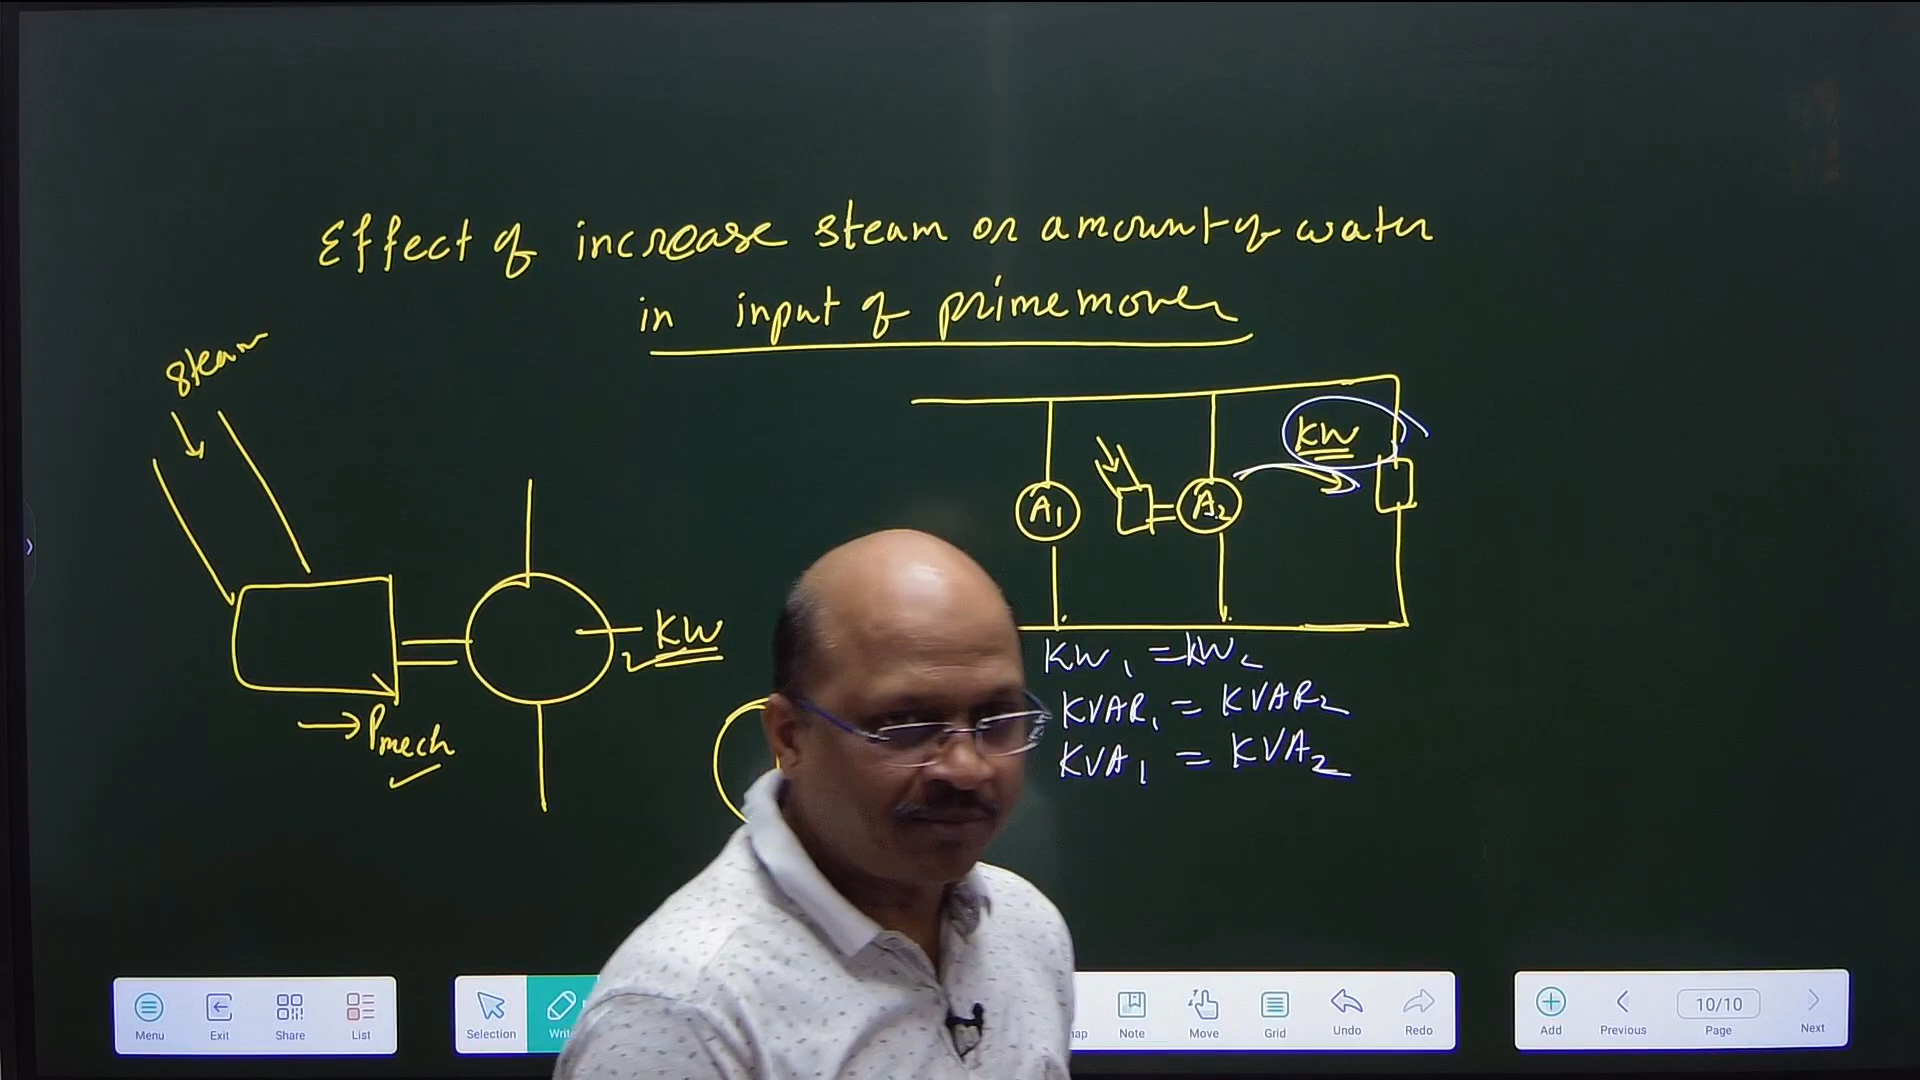 Effect of increase steam or amount of water
in input of primemover
steam
KW
A1
A2
KW
Pmech
KW1 = KW2
KVAR1 = KVAR2
KVA1 = KVA2
Menu
Exit
Share
List
Selection
Note
Move
Grid
Undo
Redo
Add
Previous
10/10
Page
Next